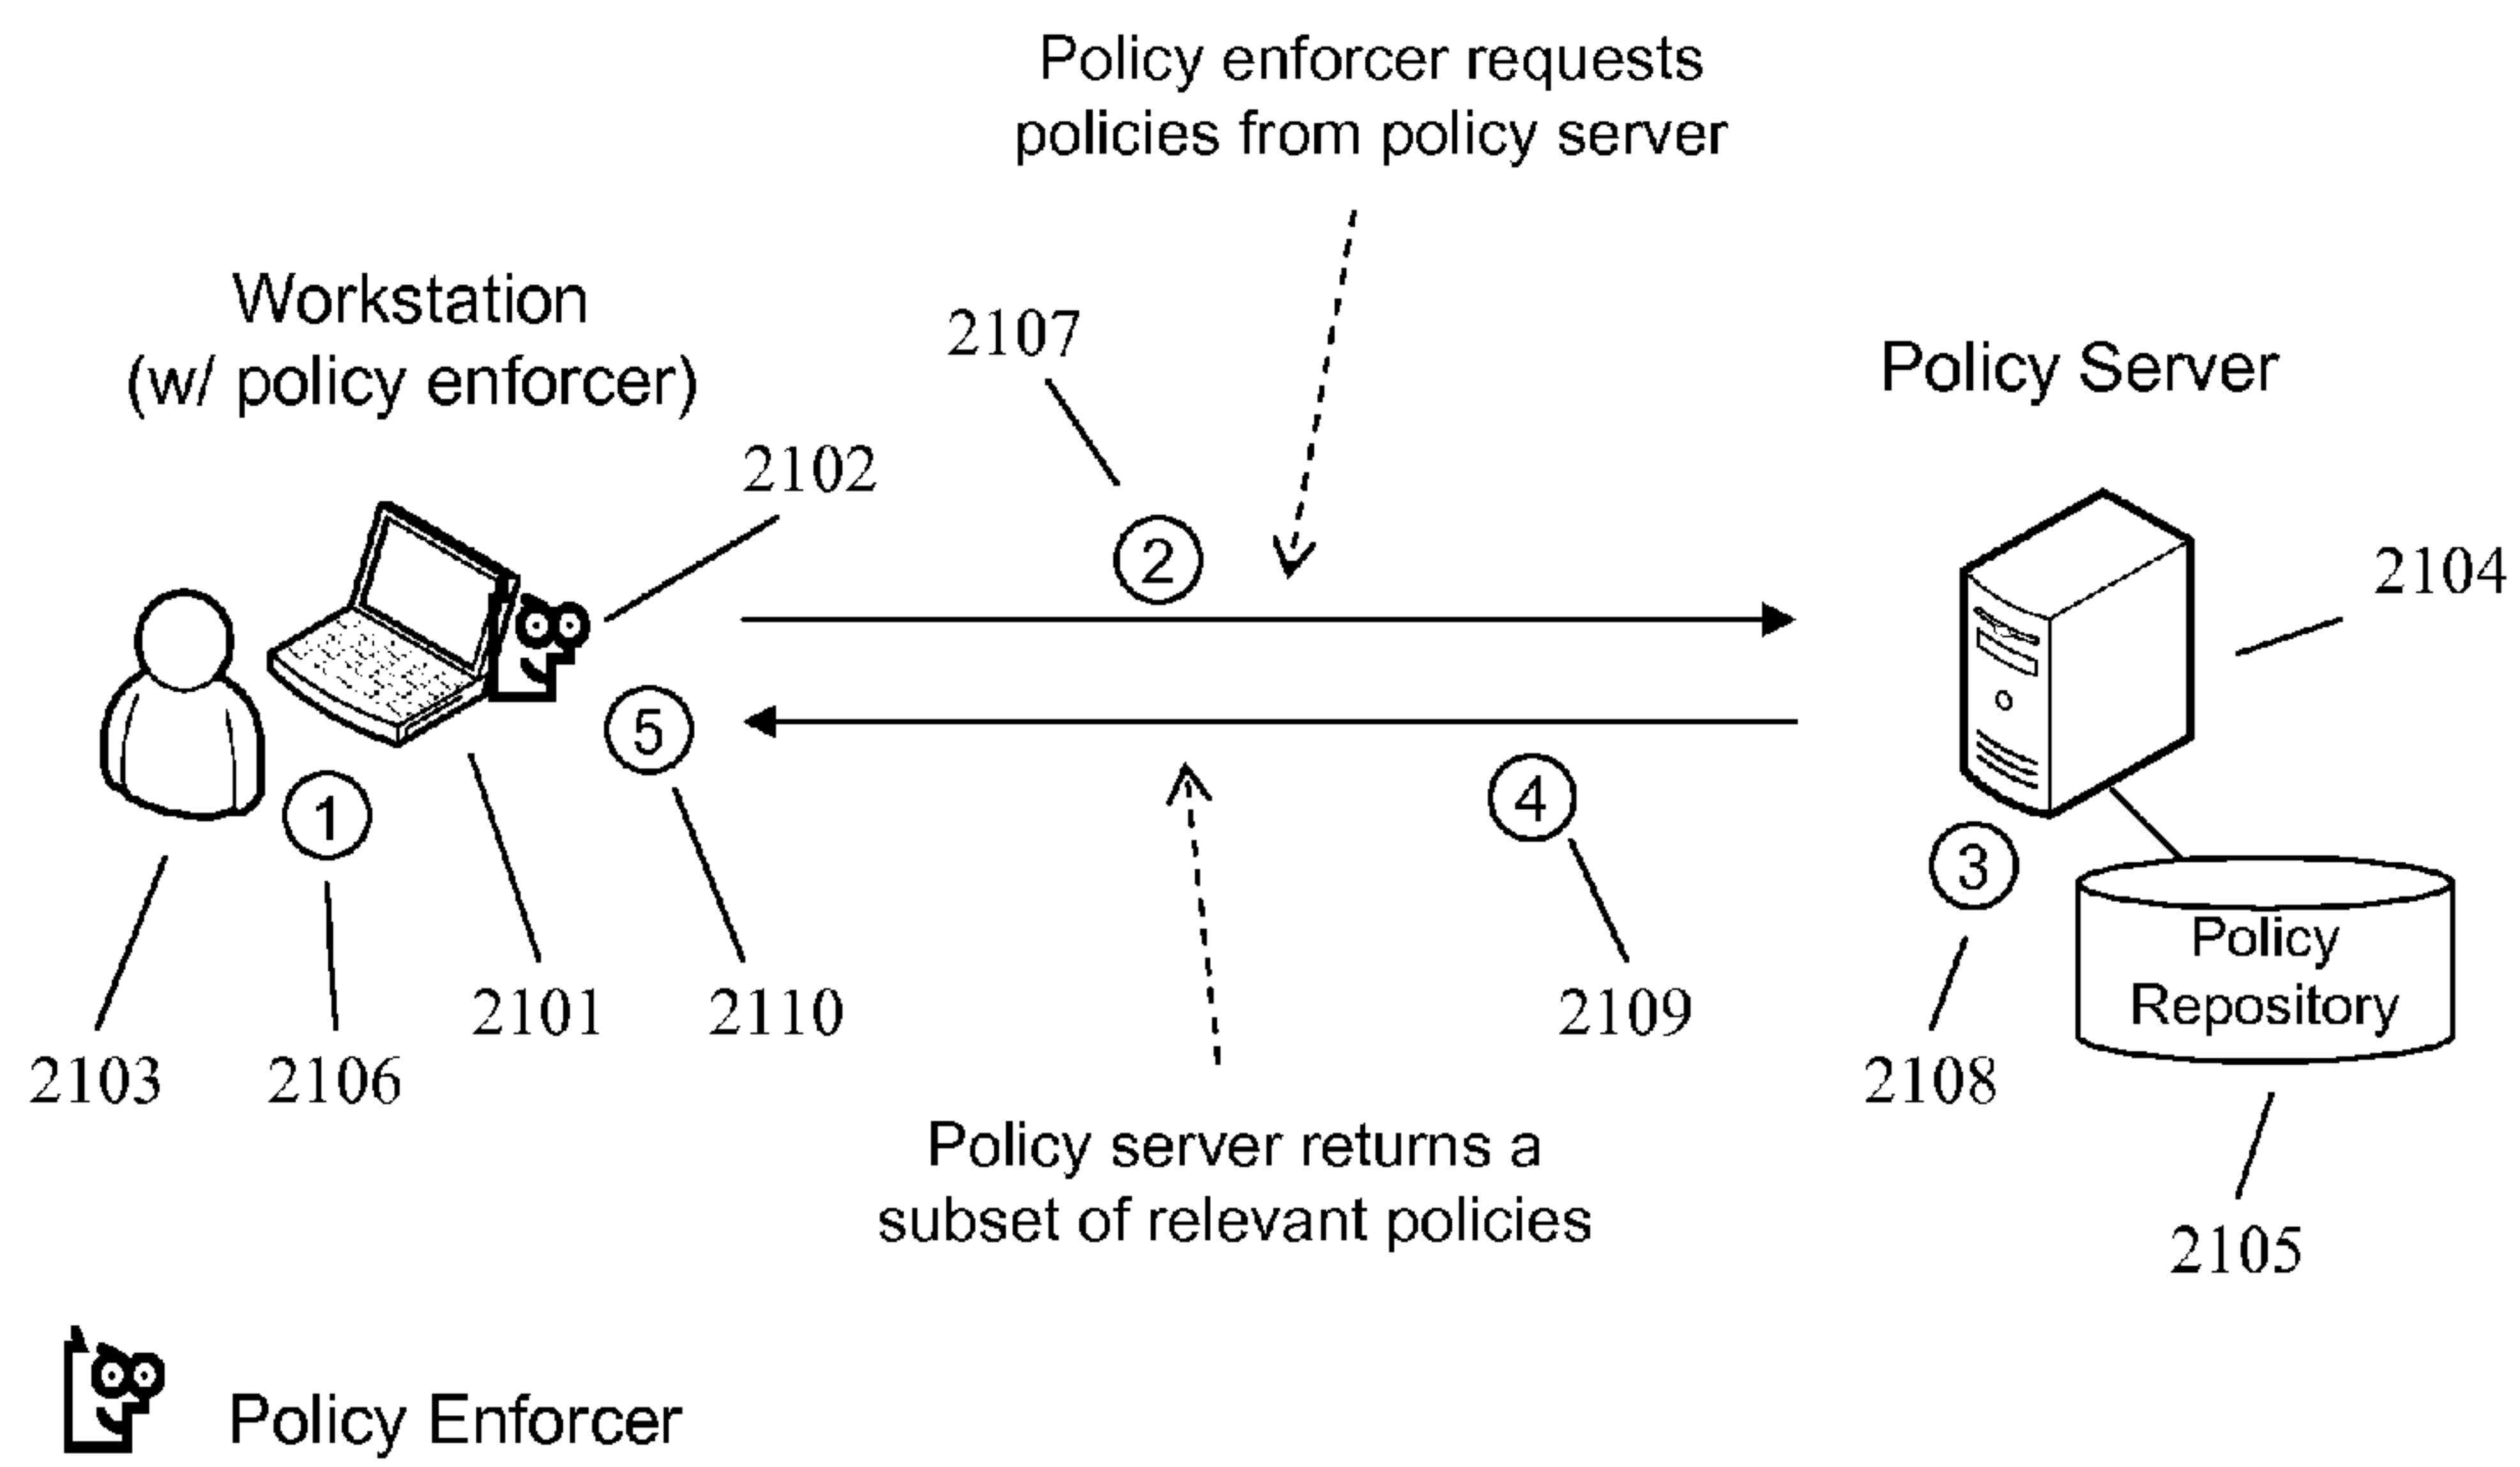 Policy enforcer requests
policies from policy server
Workstation
(w/ policy enforcer)
2107
Policy Server
2102
2
2104
5
1
4
3
Policy
Repository
2101
2110
2109
2103
2106
2108
Policy server returns a
subset of relevant policies
2105
Policy Enforcer